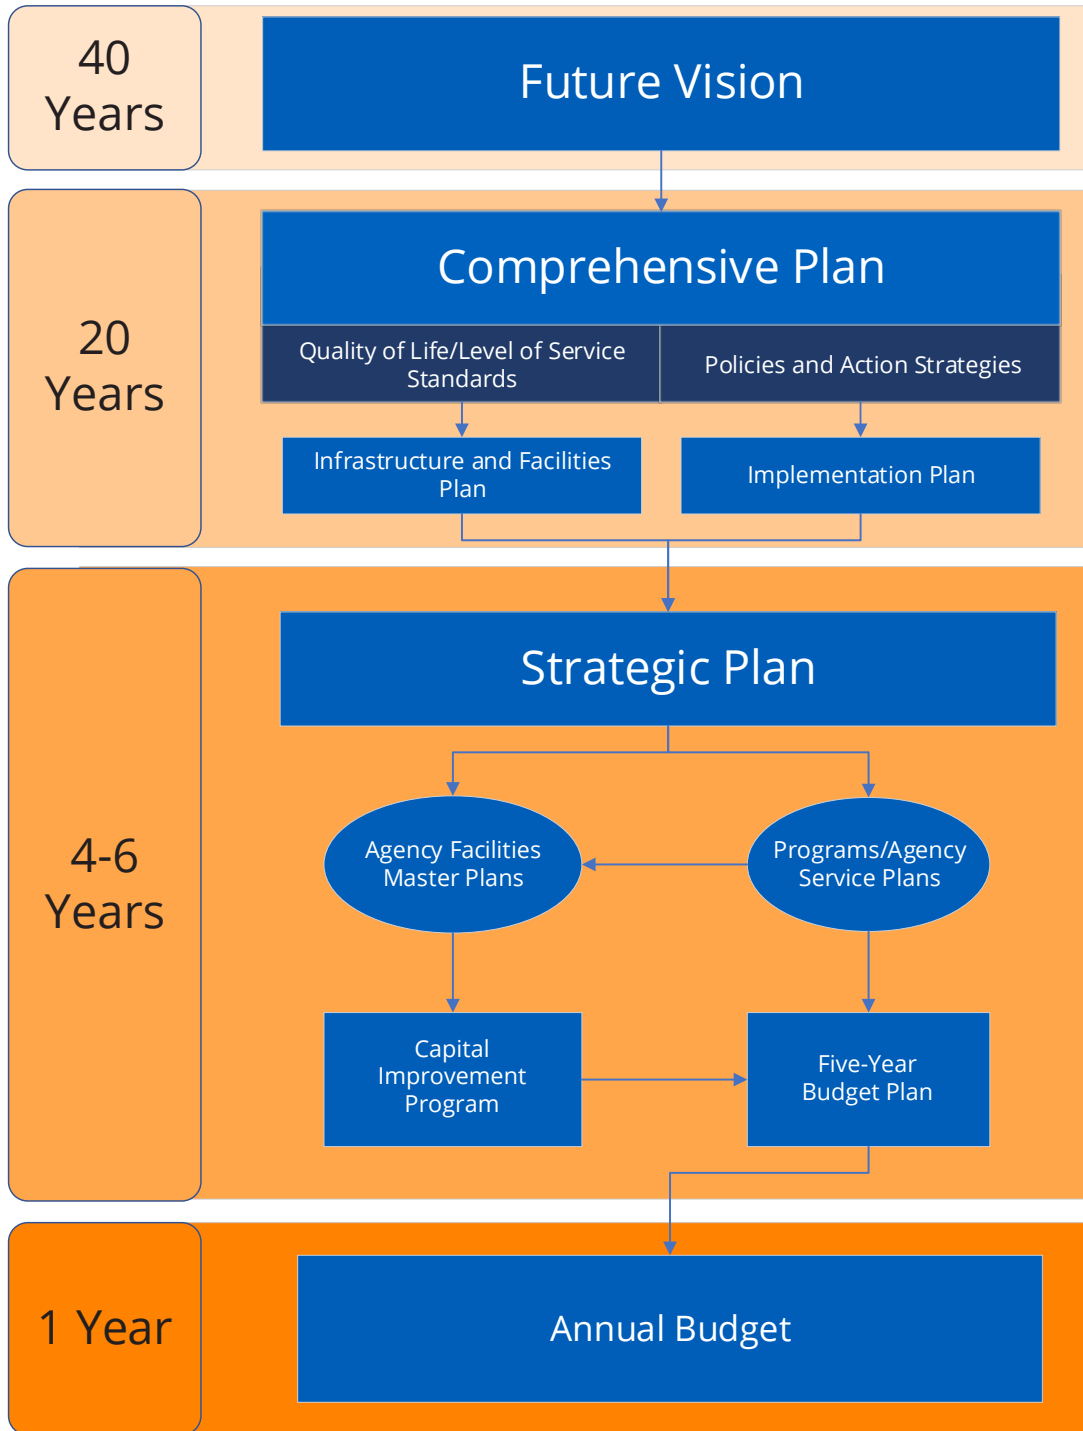 40
Years
Future Vision
20
Years
Comprehensive Plan
Quality of Life/Level of Service
Standards
Policies and Action Strategies
Infrastructure and Facilities
Plan
Implementation Plan
4-6
Years
Strategic Plan
Agency Facilities
Master Plans
Programs/Agency
Service Plans
Capital
Improvement
Program
Five-Year
Budget Plan
1 Year
Annual Budget